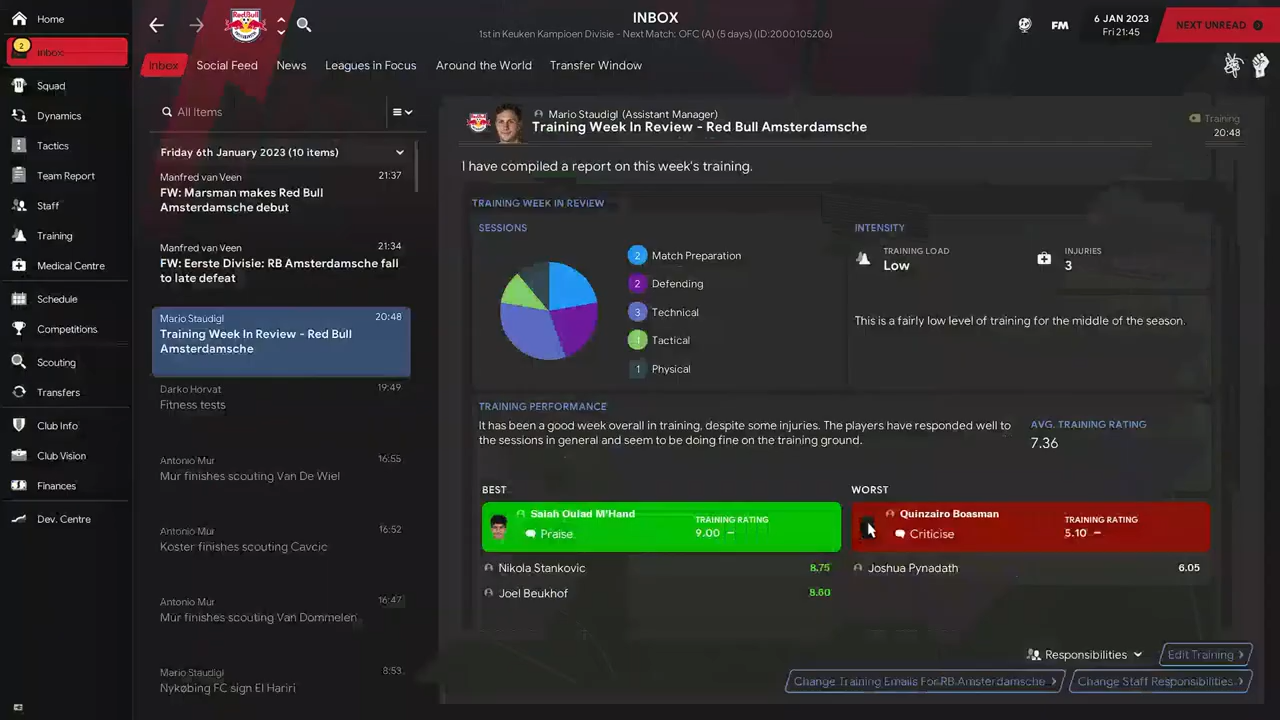 Home
INBOX
1st in Keuken Kampioen Divisie - Next Match: OFC (A) (5 days) (ID:2000105206)
FM
6 JAN 2023
Fri 21:45
NEXT UNREAD
2
Inbox
Inbox
Social Feed
News
Leagues in Focus
Around the World
Transfer Window
Squad
Dynamics
Tactics
Team Report
Staff
Training
Medical Centre
Schedule
Competitions
Scouting
Transfers
Club Info
Club Vision
Finances
Dev. Centre
All Items
Friday 6th January 2023 (10 items)
Manfred van Veen
21:37
FW: Marsman makes Red Bull
Amsterdamsche debut
Manfred van Veen
21:34
FW: Eerste Divisie: RB Amsterdamsche fall
to late defeat
Mario Staudigl
20:48
Training Week In Review - Red Bull
Amsterdamsche
Darko Horvat
19:49
Fitness tests
Antonio Mur
16:55
Mur finishes scouting Van De Wiel
Antonio Mur
16:52
Koster finishes scouting Cavcic
Antonio Mur
16:47
Mur finishes scouting Van Dommelen
Mario Staudigl
8:53
Nykøbing FC sign El Hariri
Mario Staudigl (Assistant Manager)
Training Week In Review - Red Bull Amsterdamsche
Training
20:48
I have compiled a report on this week's training.
TRAINING WEEK IN REVIEW
SESSIONS
2 Match Preparation
2 Defending
3 Technical
1 Tactical
1 Physical
INTENSITY
TRAINING LOAD
Low
INJURIES
3
This is a fairly low level of training for the middle of the season.
TRAINING PERFORMANCE
It has been a good week overall in training, despite some injuries. The players have responded well to
the sessions in general and seem to be doing fine on the training ground.
AVG. TRAINING RATING
7.36
BEST
Salah Oulad M'Hand
Praise
TRAINING RATING
9.00 –
Nikola Stankovic 8.75
Joel Beukhof 8.60
WORST
Quinzairo Boasman
Criticise
TRAINING RATING
5.10 –
Joshua Pynadath 6.05
Responsibilities
Edit Training >
Change Training Emails For RB Amsterdamsche >
Change Staff Responsibilities >